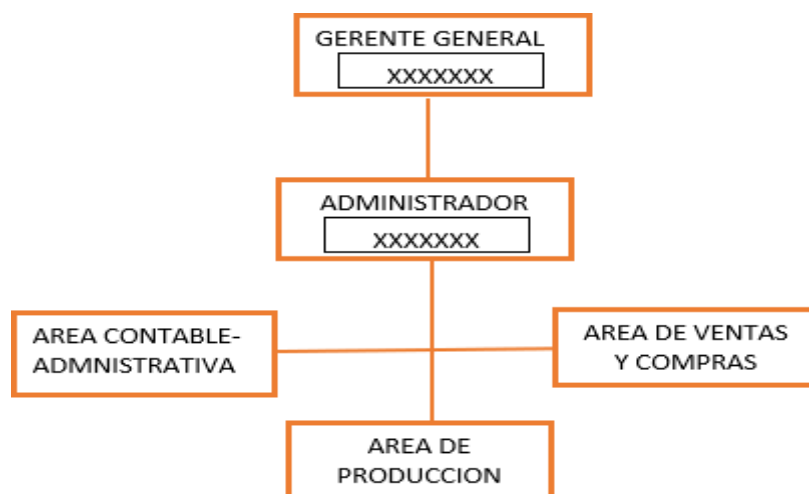 GERENTE GENERAL
XXXXXXX
ADMINISTRADOR
XXXXXXX
AREA CONTABLE-
ADMNISTRATIVA
AREA DE VENTAS
Y COMPRAS
AREA DE
PRODUCCION